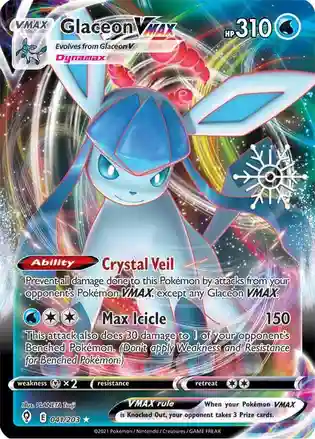 VMAX
Glaceon VMAX
HP 310
Evolves from Glaceon V
Dynamax
Ability Crystal Veil
Prevent all damage done to this Pokémon by attacks from your
opponent's Pokémon VMAX, except any Glaceon VMAX.
Max Icicle 150
This attack also does 30 damage to 1 of your opponent's
Benched Pokémon. (Don't apply Weakness and Resistance
for Benched Pokémon.)
weakness ×2 resistance retreat
Illus. PLANETA Tsuji
VMAX rule
When your Pokémon VMAX
is Knocked Out, your opponent takes 3 Prize cards.
E 041/203
©2021 Pokémon / Nintendo / Creatures / GAME FREAK